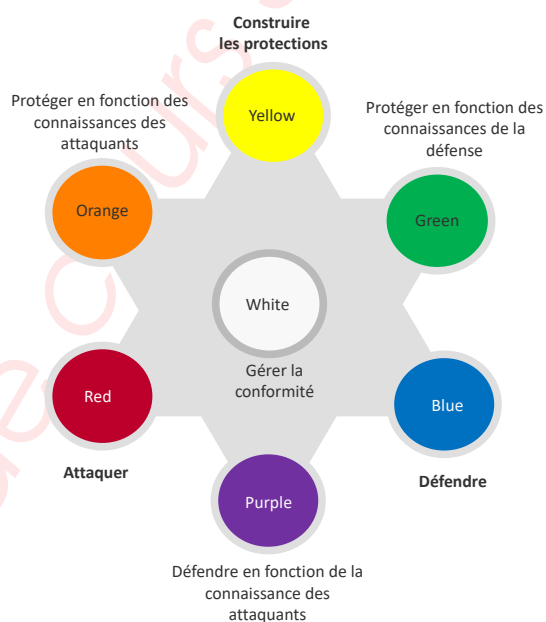 Construire
les protections
Yellow
Protéger en fonction des
connaissances des
attaquants
Protéger en fonction des
connaissances de la
défense
Orange
Green
White
Gérer la
conformité
Red
Blue
Attaquer
Défendre
Purple
Défendre en fonction de la
connaissance des
attaquants